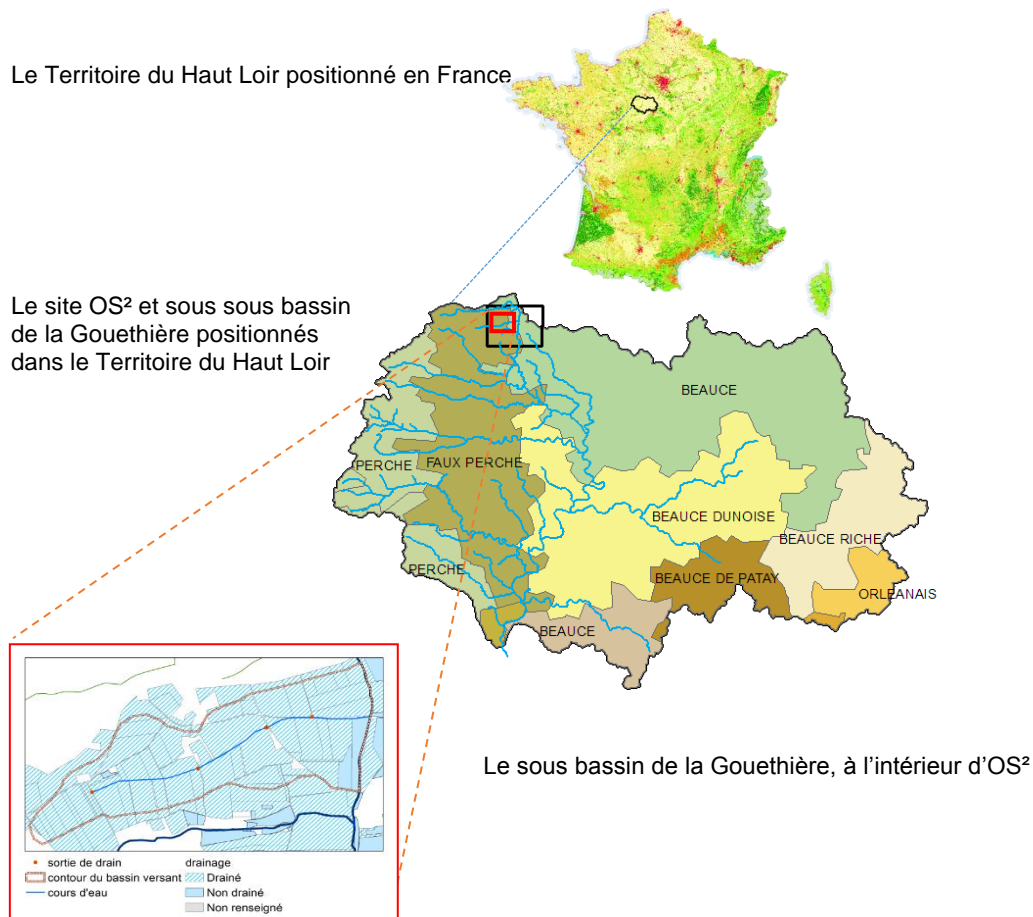 Le Territoire du Haut Loir positionné en France
Le site OS² et sous sous bassin
de la Gouethière positionnés
dans le Territoire du Haut Loir
BEAUCE
PERCHE
FAUX PERCHE
BEAUCE DUNOISE
BEAUCE RICHE
PERCHE
BEAUCE DE PATAY
ORLEANAIS
BEAUCE
Le sous bassin de la Gouethière, à l’intérieur d’OS²
sortie de drain
contour du bassin versant
cours d'eau
drainage
Drainé
Non drainé
Non renseigné